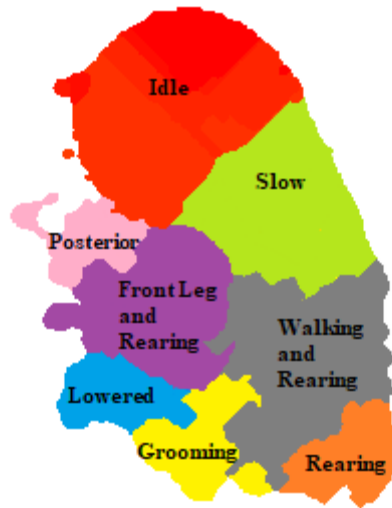 Idle
Slow
Posterior
Front Leg
and
Rearing
Walking
and
Rearing
Lowered
Grooming
Rearing